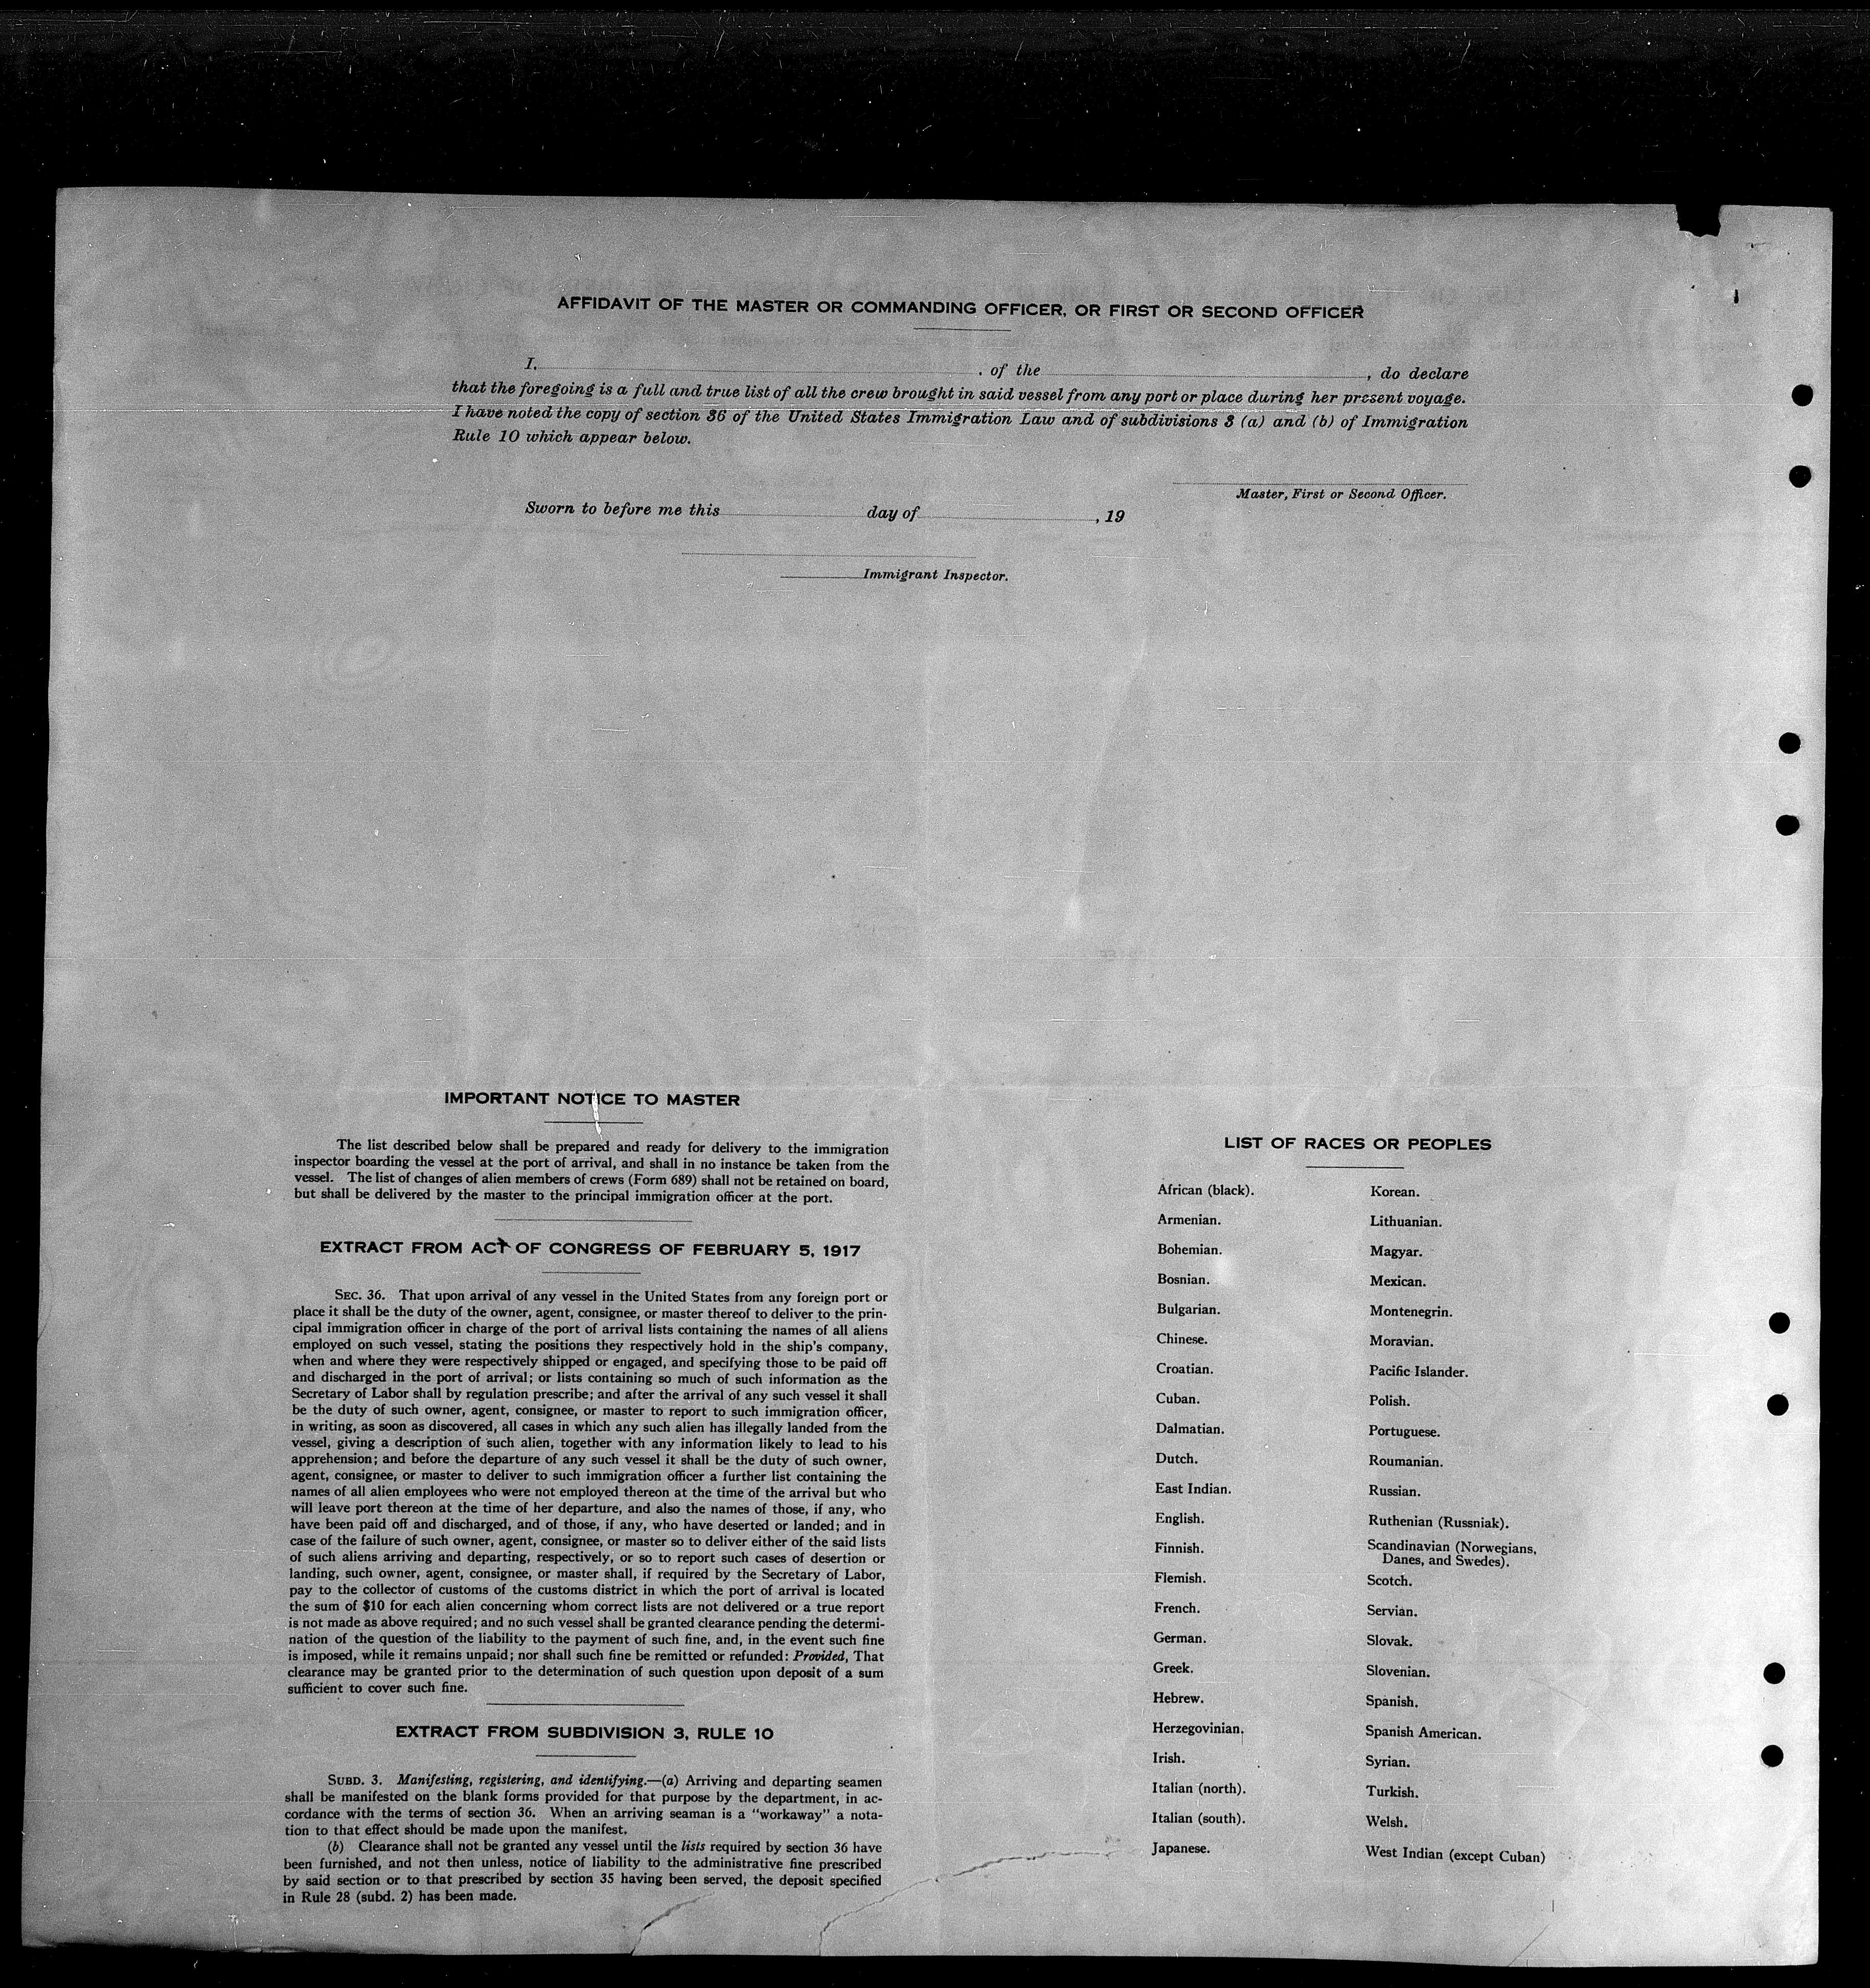 AFFIDAVIT OF THE MASTER OR COMMANDING OFFICER, OR FIRST OR SECOND OFFICER
I, , of the , do declare
that the foregoing is a full and true list of all the crew brought in said vessel from any port or place during her present voyage.
I have noted the copy of section 36 of the United States Immigration Law and of subdivisions 3 (a) and (b) of Immigration
Rule 10 which appear below.
Master, First or Second Officer.
Sworn to before me this day of , 19
Immigrant Inspector.
IMPORTANT NOTICE TO MASTER
The list described below shall be prepared and ready for delivery to the immigration
inspector boarding the vessel at the port of arrival, and shall in no instance be taken from the
vessel. The list of changes of alien members of crews (Form 689) shall not be retained on board,
but shall be delivered by the master to the principal immigration officer at the port.
EXTRACT FROM ACT OF CONGRESS OF FEBRUARY 5, 1917
SEC. 36. That upon arrival of any vessel in the United States from any foreign port or
place it shall be the duty of the owner, agent, consignee, or master thereof to deliver to the prin-
cipal immigration officer in charge of the port of arrival lists containing the names of all aliens
employed on such vessel, stating the positions they respectively hold in the ship's company,
when and where they were respectively shipped or engaged, and specifying those to be paid off
and discharged in the port of arrival; or lists containing so much of such information as the
Secretary of Labor shall by regulation prescribe; and after the arrival of any such vessel it shall
be the duty of such owner, agent, consignee, or master to report to such immigration officer,
in writing, as soon as discovered, all cases in which any such alien has illegally landed from the
vessel, giving a description of such alien, together with any information likely to lead to his
apprehension; and before the departure of any such vessel it shall be the duty of such owner,
agent, consignee, or master to deliver to such immigration officer a further list containing the
names of all alien employees who were not employed thereon at the time of the arrival but who
will leave port thereon at the time of her departure, and also the names of those, if any, who
have been paid off and discharged, and of those, if any, who have deserted or landed; and in
case of the failure of such owner, agent, consignee, or master so to deliver either of the said lists
of such aliens arriving and departing, respectively, or so to report such cases of desertion or
landing, such owner, agent, consignee, or master shall, if required by the Secretary of Labor,
pay to the collector of customs of the customs district in which the port of arrival is located
the sum of $10 for each alien concerning whom correct lists are not delivered or a true report
is not made as above required; and no such vessel shall be granted clearance pending the determi-
nation of the question of the liability to the payment of such fine, and, in the event such fine
is imposed, while it remains unpaid; nor shall such fine be remitted or refunded: Provided, That
clearance may be granted prior to the determination of such question upon deposit of a sum
sufficient to cover such fine.
EXTRACT FROM SUBDIVISION 3, RULE 10
SUBD. 3. Manifesting, registering, and identifying.—(a) Arriving and departing seamen
shall be manifested on the blank forms provided for that purpose by the department, in ac-
cordance with the terms of section 36. When an arriving seaman is a "workaway" a nota-
tion to that effect should be made upon the manifest.
(b) Clearance shall not be granted any vessel until the lists required by section 36 have
been furnished, and not then unless, notice of liability to the administrative fine prescribed
by said section or to that prescribed by section 35 having been served, the deposit specified
in Rule 28 (subd. 2) has been made.
LIST OF RACES OR PEOPLES
African (black).
Armenian.
Bohemian.
Bosnian.
Bulgarian.
Chinese.
Croatian.
Cuban.
Dalmatian.
Dutch.
East Indian.
English.
Finnish.
Flemish.
French.
German.
Greek.
Hebrew.
Herzegovinian.
Irish.
Italian (north).
Italian (south).
Japanese.
Korean.
Lithuanian.
Magyar.
Mexican.
Montenegrin.
Moravian.
Pacific Islander.
Polish.
Portuguese.
Roumanian.
Russian.
Ruthenian (Russniak).
Scandinavian (Norwegians,
Danes, and Swedes).
Scotch.
Servian.
Slovak.
Slovenian.
Spanish.
Spanish American.
Syrian.
Turkish.
Welsh.
West Indian (except Cuban)